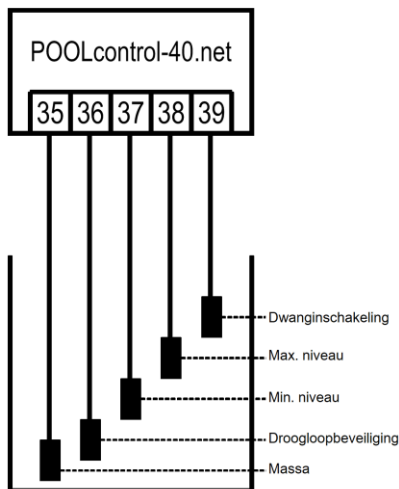 POOLcontrol-40.net
35 36 37 38 39
Dwanginschakeling
Max. niveau
Min. niveau
Droogloopbeveiliging
Massa